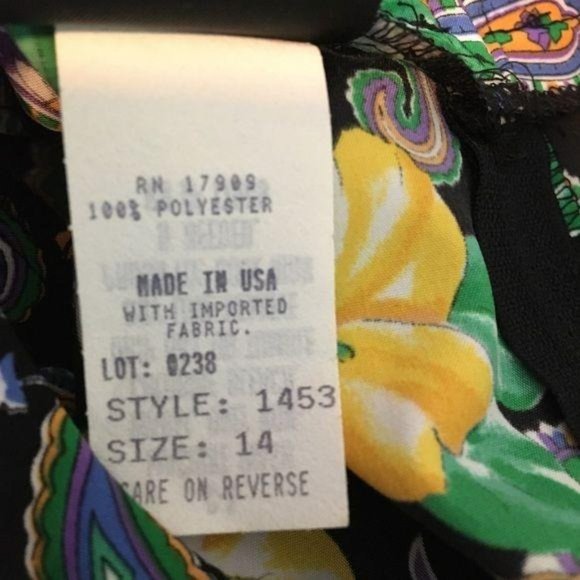 RN 17909
100% POLYESTER
MADE IN USA
WITH IMPORTED
FABRIC.
LOT: 0238
STYLE: 1453
SIZE: 14
CARE ON REVERSE